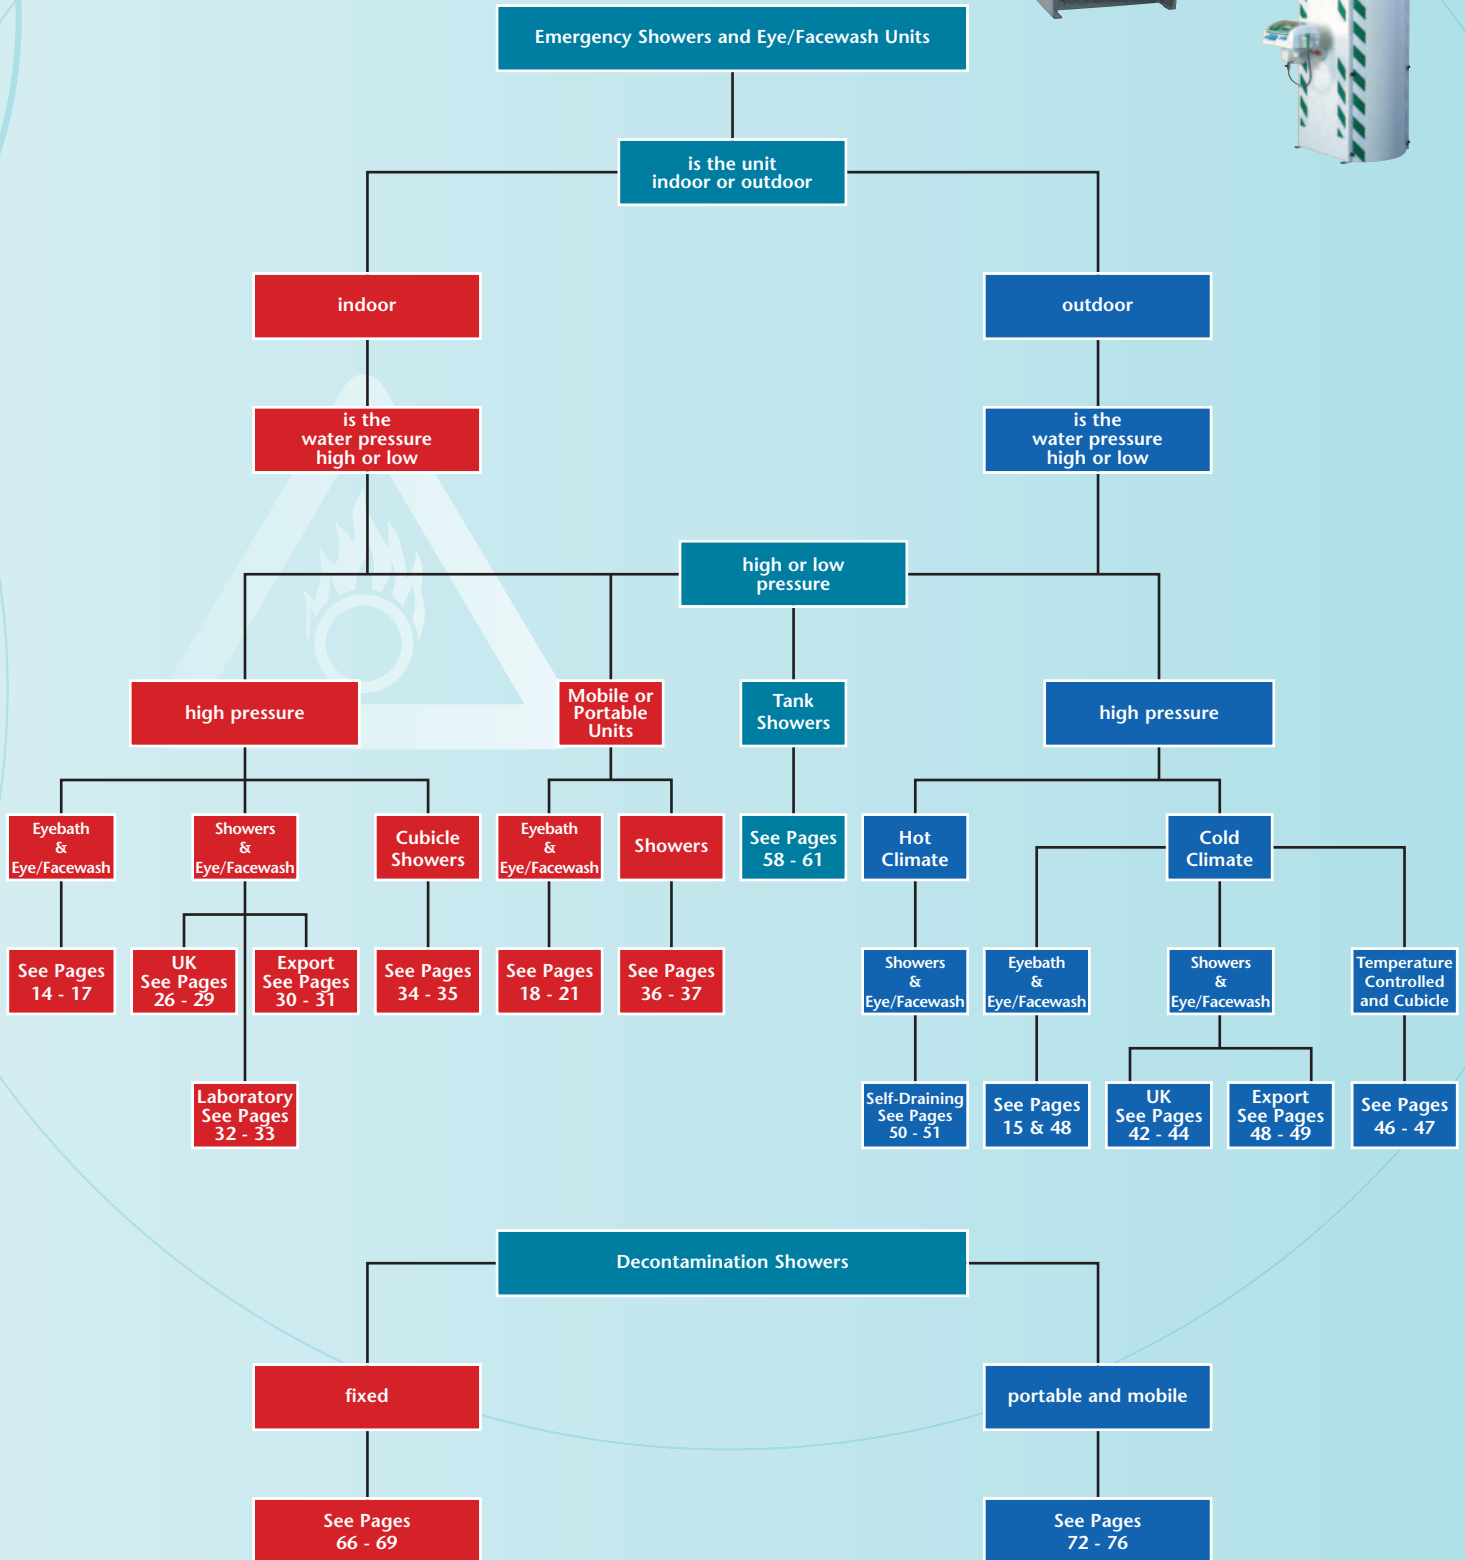 Emergency Showers and Eye/Facewash Units
is the unit
indoor or outdoor
indoor
outdoor
is the
water pressure
high or low
is the
water pressure
high or low
high or low
pressure
high pressure
Mobile or
Portable
Units
Tank
Showers
high pressure
Eyebath
&
Eye/Facewash
Showers
&
Eye/Facewash
Cubicle
Showers
Eyebath
&
Eye/Facewash
Showers
See Pages
58 - 61
Hot
Climate
Cold
Climate
See Pages
14 - 17
UK
See Pages
26 - 29
Export
See Pages
30 - 31
See Pages
34 - 35
See Pages
18 - 21
See Pages
36 - 37
Showers
&
Eye/Facewash
Eyebath
&
Eye/Facewash
Showers
&
Eye/Facewash
Temperature
Controlled
and Cubicle
Laboratory
See Pages
32 - 33
Self-Draining
See Pages
50 - 51
See Pages
15 & 48
UK
See Pages
42 - 44
Export
See Pages
48 - 49
See Pages
46 - 47
Decontamination Showers
fixed
portable and mobile
See Pages
66 - 69
See Pages
72 - 76